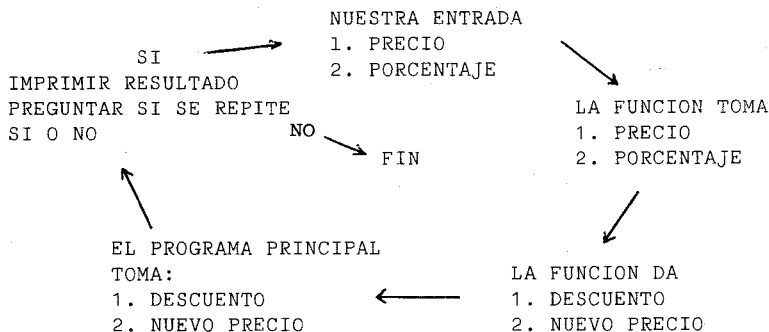 NUESTRA ENTRADA
1. PRECIO
2. PORCENTAJE
SI
IMPRIMIR RESULTADO
PREGUNTAR SI SE REPITE
SI O NO
NO
FIN
LA FUNCION TOMA
1. PRECIO
2. PORCENTAJE
LA FUNCION DA
1. DESCUENTO
2. NUEVO PRECIO
EL PROGRAMA PRINCIPAL
TOMA:
1. DESCUENTO
2. NUEVO PRECIO